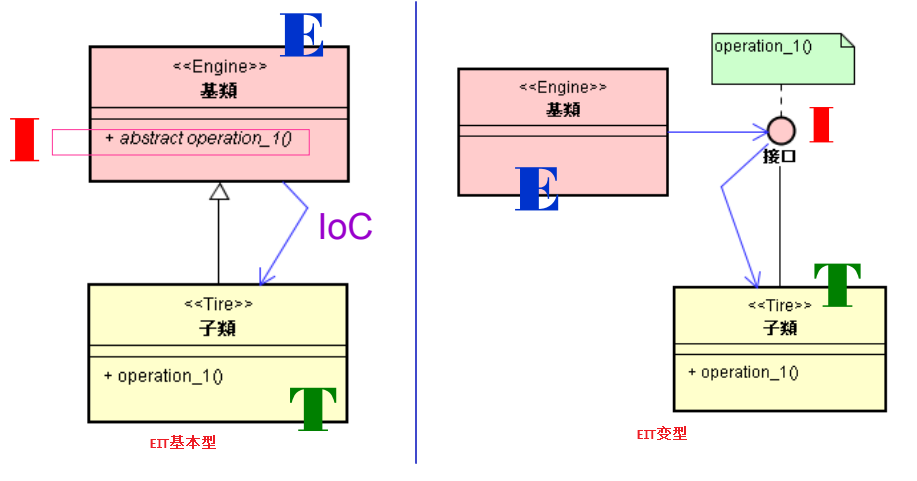 E
<<Engine>>
基類
I
+ abstract operation_1()
IoC
<<Tire>>
子類
+ operation_1()
T
EIT基本型
operation_1()
<<Engine>>
基類
I
接口
E
T
<<Tire>>
子類
+ operation_1()
EIT变型